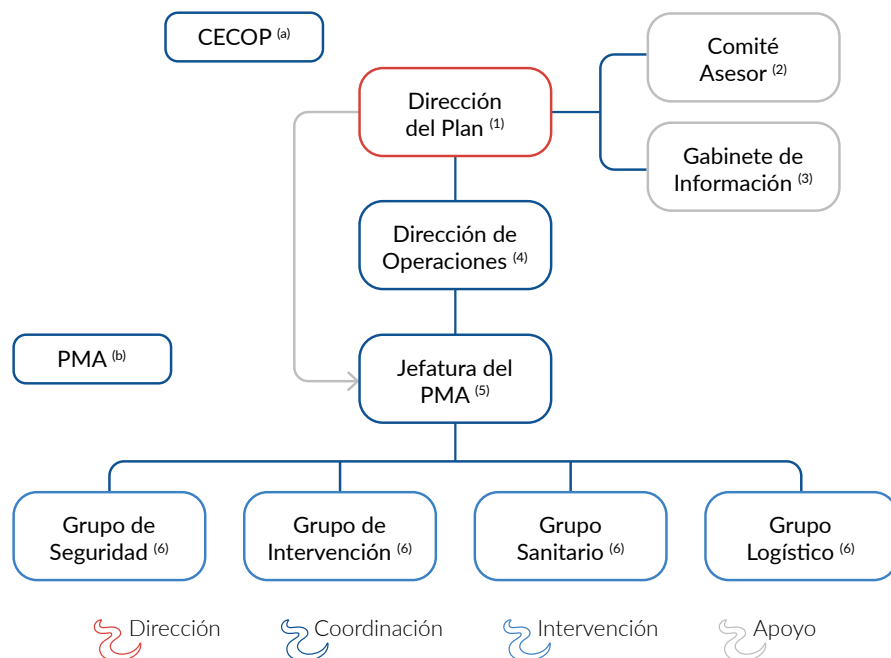 CECOP (a)
Comité
Asesor (2)
Dirección
del Plan (1)
Gabinete de
Información (3)
Dirección de
Operaciones (4)
PMA (b)
Jefatura del
PMA (5)
Grupo de
Seguridad (6)
Grupo de
Intervención (6)
Grupo
Sanitario (6)
Grupo
Logístico (6)
Dirección
Coordinación
Intervención
Apoyo